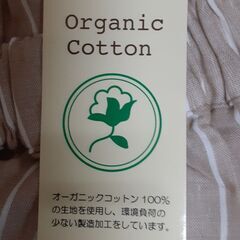 Organic
Cotton
オーガニックコットン100%
の生地を使用し、環境負荷の
少ない製造加工をしています。